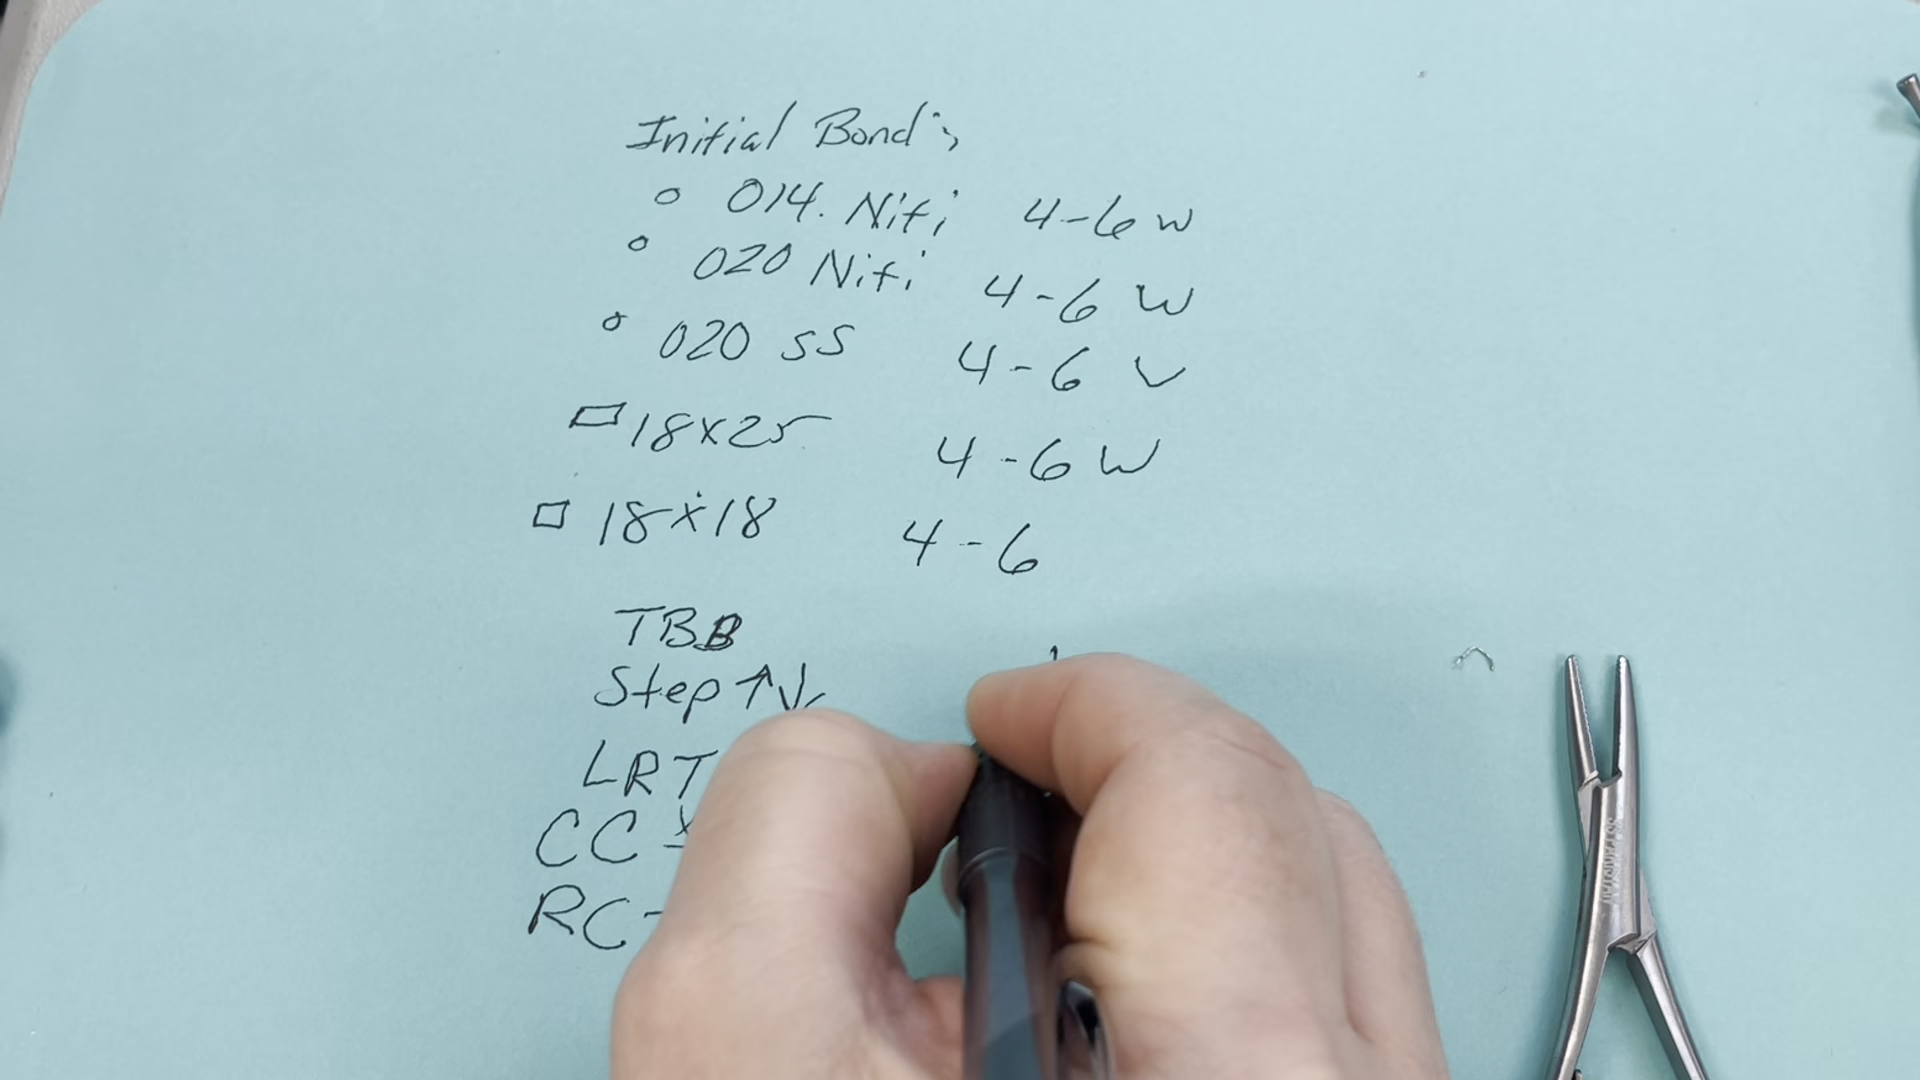 Initial Bond:
014. Niti 4-6 w
020 Niti 4-6 W
020 SS 4-6
18x25 4-6 W
18x18 4-6
TBB
Step ↑↓
LRT
CC
RC